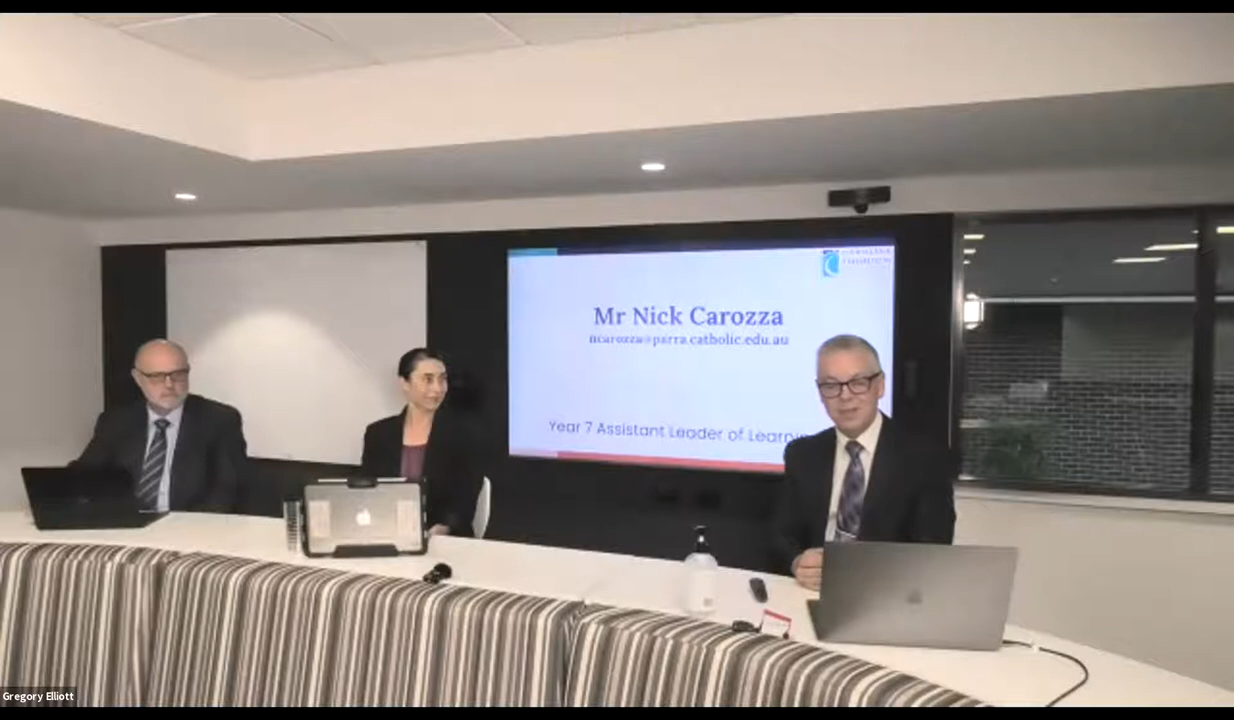 Mr Nick Carozza
ncarozza@parra.catholic.edu.au
Year 7 Assistant Leader of
Gregory Elliott